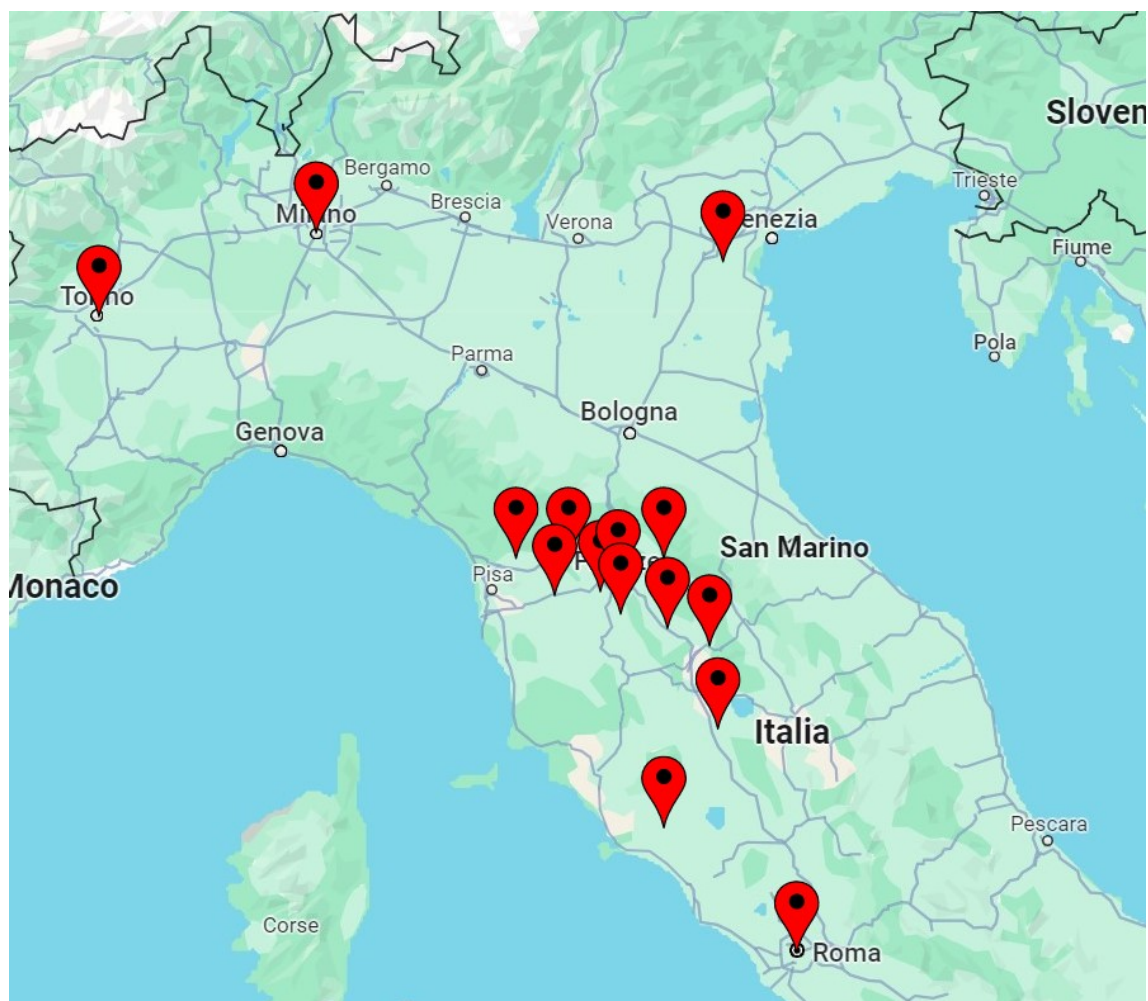 Sloven
Bergamo
Milano
Brescia
Verona
Venezia
Trieste
Fiume
Torino
Pola
Parma
Bologna
Genova
San Marino
Pisa
Monaco
Italia
Pescara
Corse
Roma